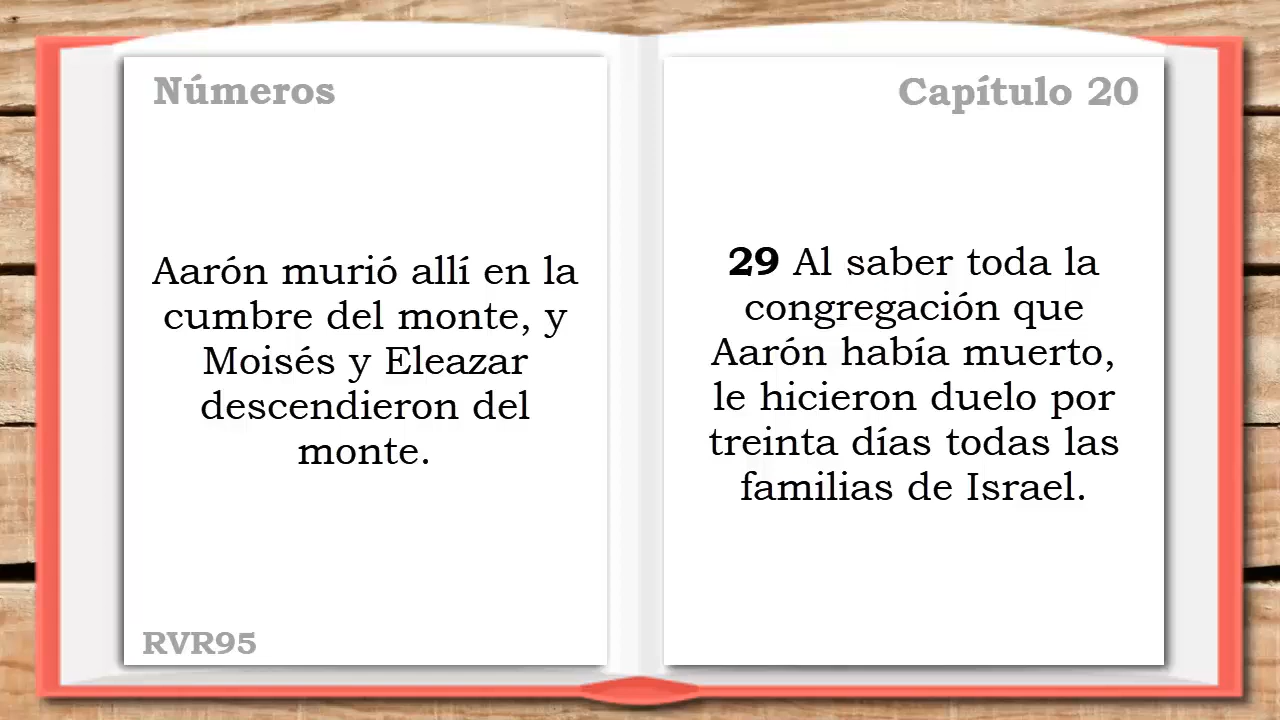 Números
Aarón murió allí en la
cumbre del monte, y
Moisés y Eleazar
descendieron del
monte.
RVR95
Capítulo 20
29 Al saber toda la
congregación que
Aarón había muerto,
le hicieron duelo por
treinta días todas las
familias de Israel.